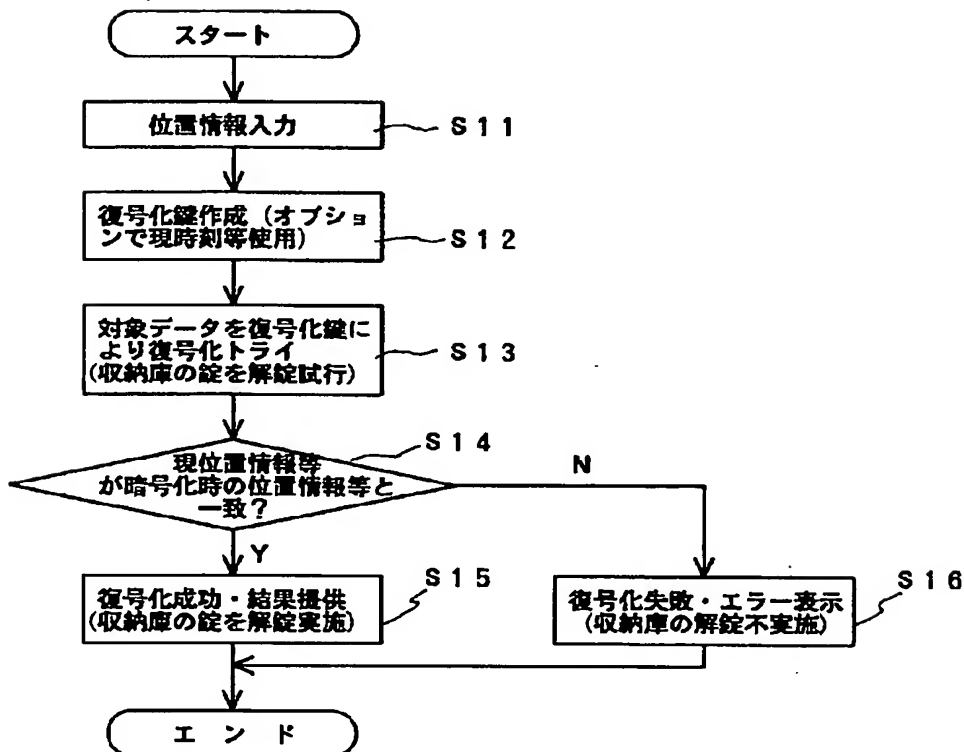 スタート
位置情報入力
S11
復号化鍵作成(オプショ
ンで現時刻等使用)
S12
対象データを復号化鍵に
より復号化トライ
(収納庫の錠を解錠試行)
S13
S14
現位置情報等
が暗号化時の位置情報等と
一致?
N
Y
復号化成功・結果提供
(収納庫の錠を解錠実施)
S15
復号化失敗・エラー表示
(収納庫の解錠不実施)
S16
エンド